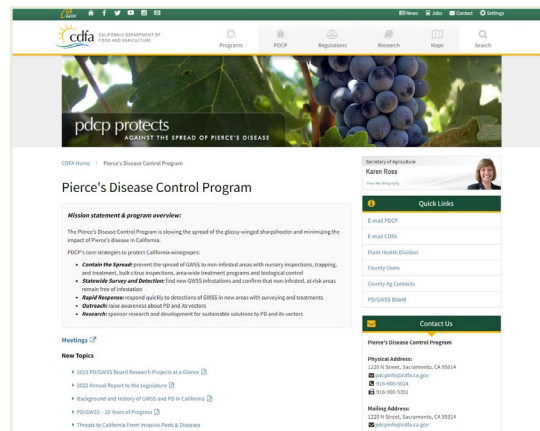 CA.GOV
News Jobs Contact Settings
cdfa CALIFORNIA DEPARTMENT OF
FOOD AND AGRICULTURE
Programs PDCP Regulations Research Maps Search
pdcp protects
AGAINST THE SPREAD OF PIERCE'S DISEASE
CDFA Home / Pierce's Disease Control Program
Pierce's Disease Control Program
Mission statement & program overview:
The Pierce's Disease Control Program is slowing the spread of the glassy-winged sharpshooter and minimizing the
impact of Pierce's disease in California.
PDCP's core strategies to protect California winegrapes:
Contain the Spread: prevent the spread of GWSS to non-infested areas with nursery inspections, trapping,
and treatment, bulk citrus inspections, area-wide treatment programs and biological control
Statewide Survey and Detection: find new GWSS infestations and confirm that non-infested, at-risk areas
remain free of infestation
Rapid Response: respond quickly to detections of GWSS in new areas with surveying and treatments
Outreach: raise awareness about PD and its vectors
Research: sponsor research and development for sustainable solutions to PD and its vectors
Meetings
New Topics
2023 PD/GWSS Board Research Projects at a Glance
2022 Annual Report to the Legislature
Background and History of GWSS and PD in California
PD/GWSS - 20 Years of Progress
Threats to California From Invasive Pests & Diseases
Secretary of Agriculture
Karen Ross
View Her Biography
Quick Links
E-mail PDCP
E-mail CDFA
Plant Health Division
County Users
County Ag Contacts
PD/GWSS Board
Contact Us
Pierce's Disease Control Program
Physical Address:
1220 N Street, Sacramento, CA 95814
pdcpinfo@cdfa.ca.gov
916-900-5024
916-900-5351
Mailing Address:
1220 N Street, Sacramento, CA 95814
pdcpinfo@cdfa.ca.gov